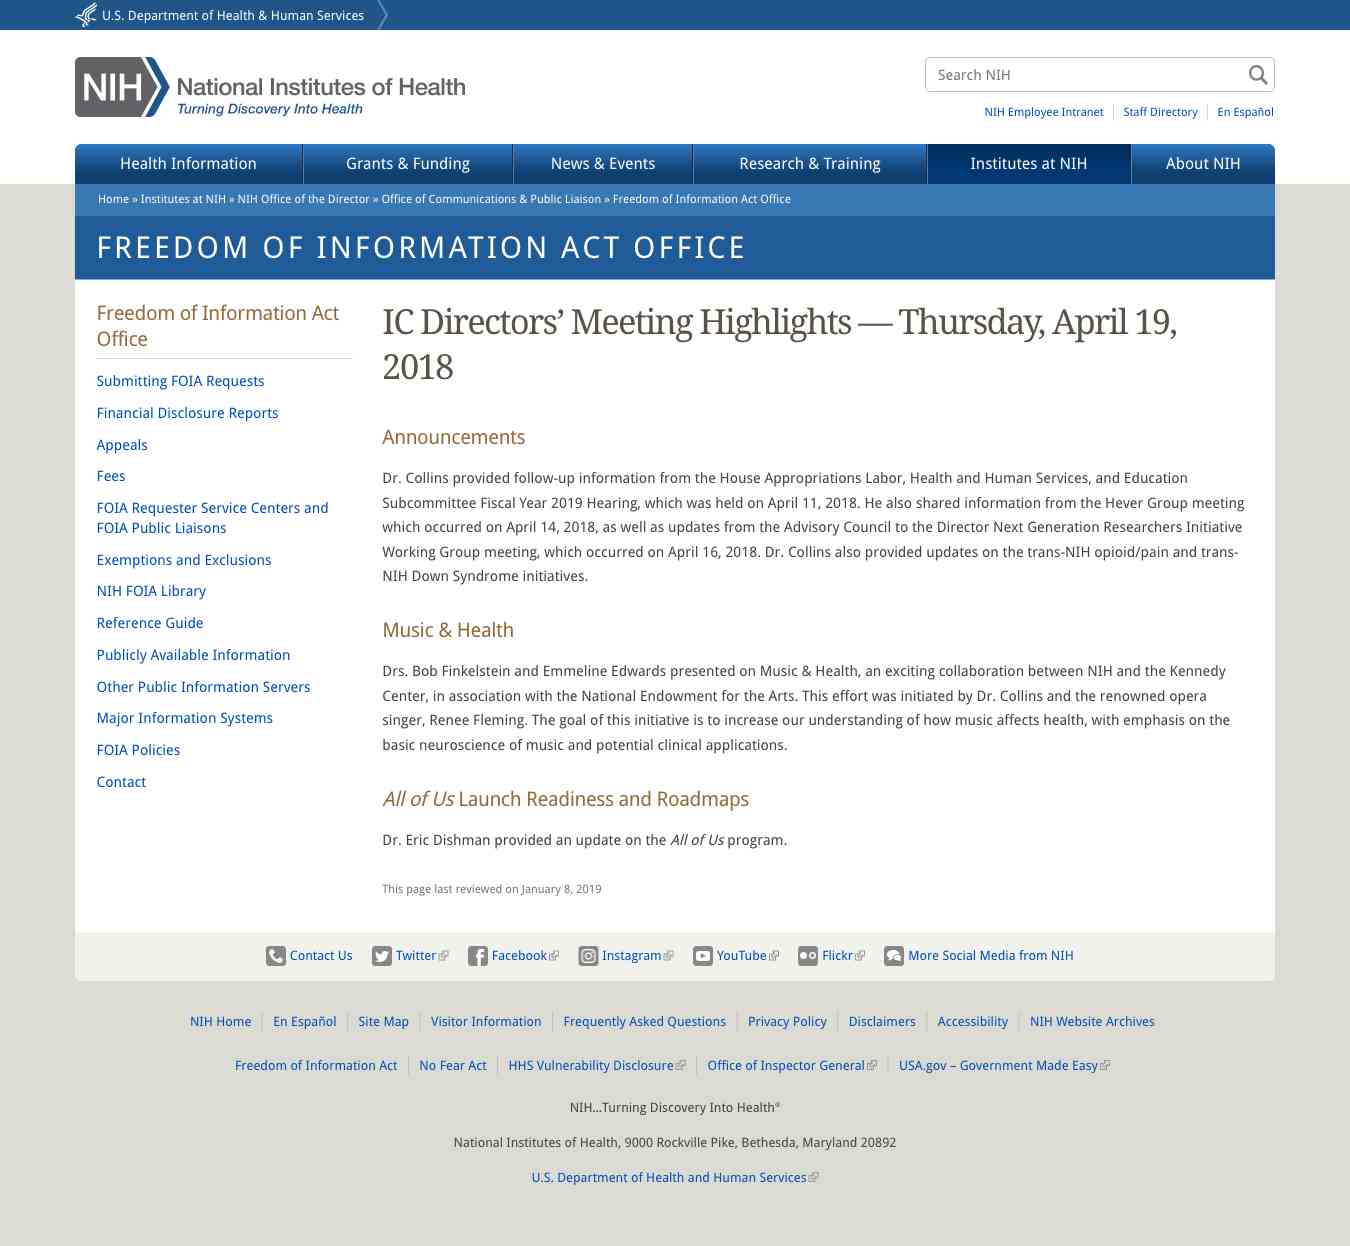 U.S. Department of Health & Human Services
NIH
National Institutes of Health
Turning Discovery Into Health
Search NIH
NIH Employee Intranet
Staff Directory
En Español
Health Information
Grants & Funding
News & Events
Research & Training
Institutes at NIH
About NIH
Home » Institutes at NIH » NIH Office of the Director » Office of Communications & Public Liaison » Freedom of Information Act Office
FREEDOM OF INFORMATION ACT OFFICE
Freedom of Information Act
Office
Submitting FOIA Requests
Financial Disclosure Reports
Appeals
Fees
FOIA Requester Service Centers and
FOIA Public Liaisons
Exemptions and Exclusions
NIH FOIA Library
Reference Guide
Publicly Available Information
Other Public Information Servers
Major Information Systems
FOIA Policies
Contact
IC Directors’ Meeting Highlights — Thursday, April 19,
2018
Announcements
Dr. Collins provided follow-up information from the House Appropriations Labor, Health and Human Services, and Education
Subcommittee Fiscal Year 2019 Hearing, which was held on April 11, 2018. He also shared information from the Hever Group meeting
which occurred on April 14, 2018, as well as updates from the Advisory Council to the Director Next Generation Researchers Initiative
Working Group meeting, which occurred on April 16, 2018. Dr. Collins also provided updates on the trans-NIH opioid/pain and trans-
NIH Down Syndrome initiatives.
Music & Health
Drs. Bob Finkelstein and Emmeline Edwards presented on Music & Health, an exciting collaboration between NIH and the Kennedy
Center, in association with the National Endowment for the Arts. This effort was initiated by Dr. Collins and the renowned opera
singer, Renee Fleming. The goal of this initiative is to increase our understanding of how music affects health, with emphasis on the
basic neuroscience of music and potential clinical applications.
All of Us Launch Readiness and Roadmaps
Dr. Eric Dishman provided an update on the All of Us program.
This page last reviewed on January 8, 2019
Contact Us
Twitter
Facebook
Instagram
YouTube
Flickr
More Social Media from NIH
NIH Home
En Español
Site Map
Visitor Information
Frequently Asked Questions
Privacy Policy
Disclaimers
Accessibility
NIH Website Archives
Freedom of Information Act
No Fear Act
HHS Vulnerability Disclosure
Office of Inspector General
USA.gov – Government Made Easy
NIH…Turning Discovery Into Health®
National Institutes of Health, 9000 Rockville Pike, Bethesda, Maryland 20892
U.S. Department of Health and Human Services